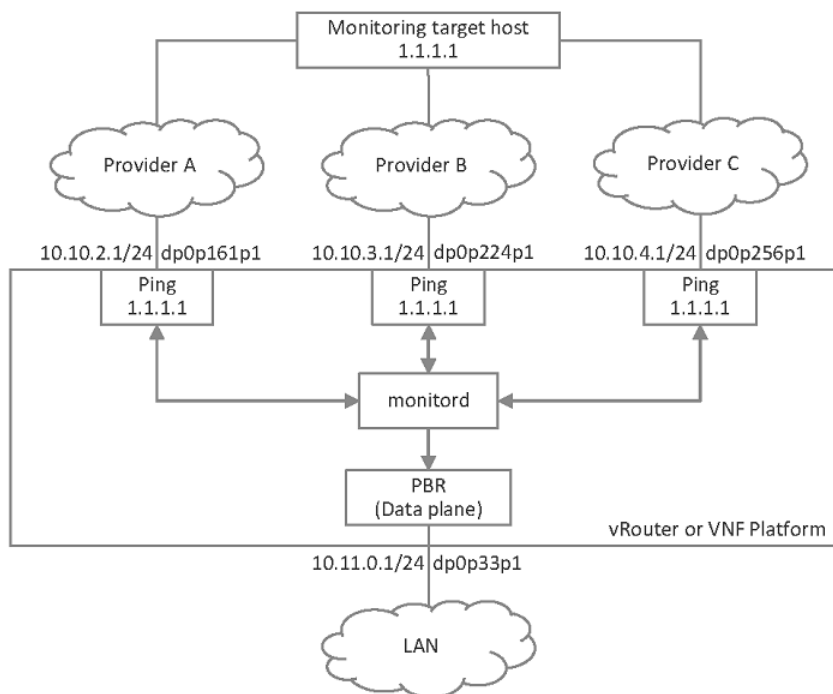 Monitoring target host
1.1.1.1
Provider A
Provider B
Provider C
10.10.2.1/24 dp0p161p1
10.10.3.1/24 dp0p224p1
10.10.4.1/24 dp0p256p1
Ping
1.1.1.1
Ping
1.1.1.1
Ping
1.1.1.1
monitord
PBR
(Data plane)
vRouter or VNF Platform
10.11.0.1/24 dp0p33p1
LAN